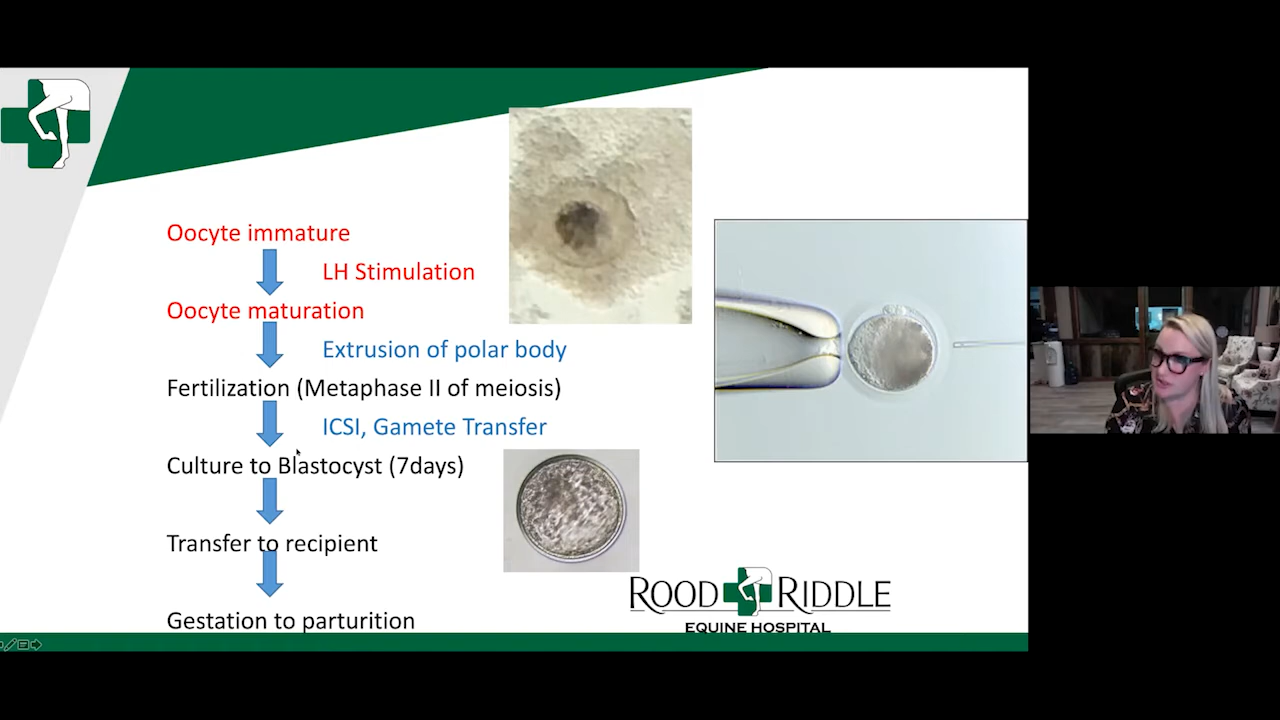 Oocyte immature
LH Stimulation
Oocyte maturation
Extrusion of polar body
Fertilization (Metaphase II of meiosis)
ICSI, Gamete Transfer
Culture to Blastocyst (7days)
Transfer to recipient
Gestation to parturition
ROOD RIDDLE
EQUINE HOSPITAL